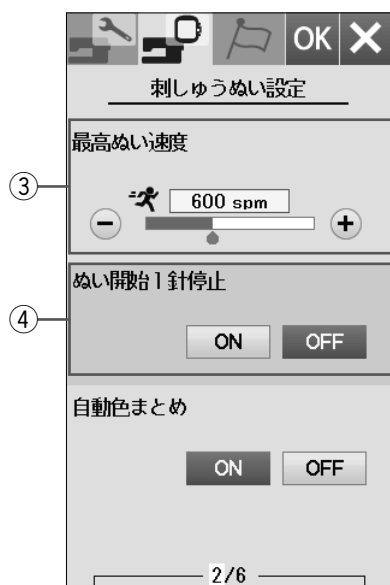 OK
刺しゅうぬい設定
最高ぬい速度
③
600 spm
ぬい開始1針停止
④
ON OFF
自動色まとめ
ON OFF
2/6